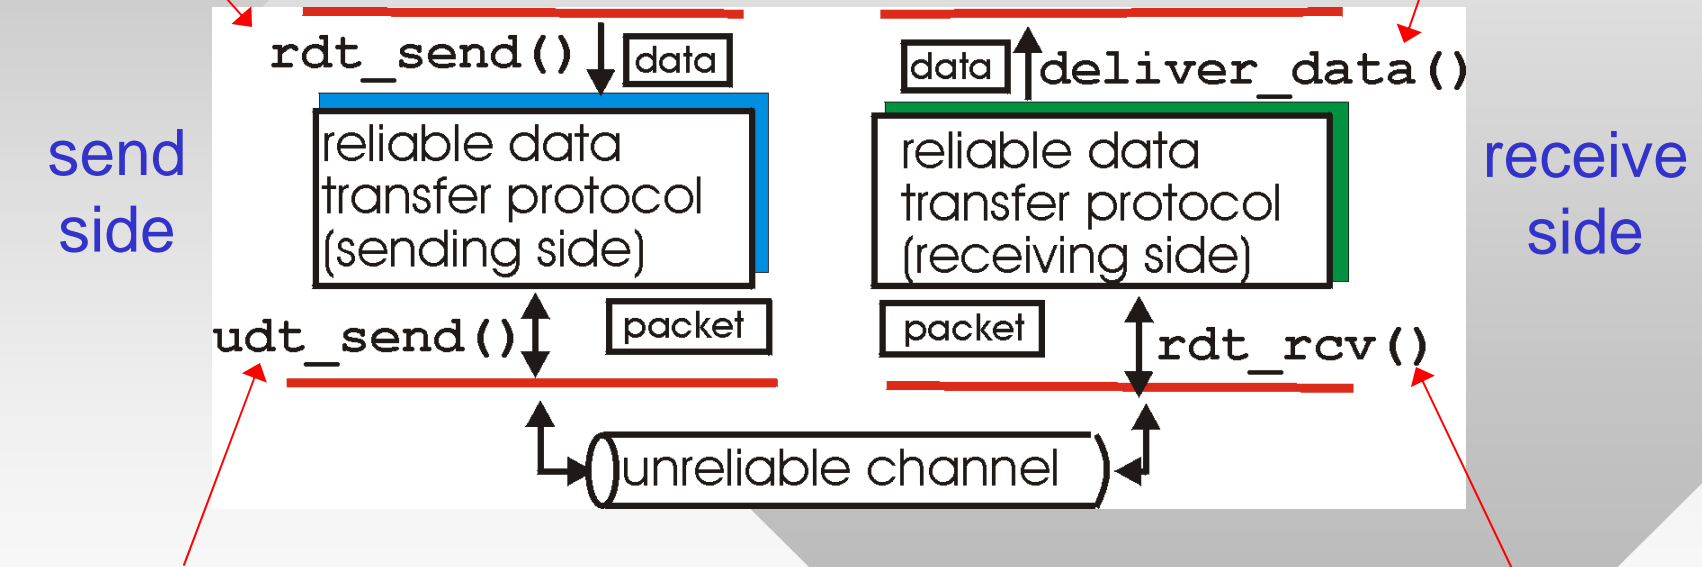 rdt_send()
data
data
deliver_data()
send
side
reliable data
transfer protocol
(sending side)
reliable data
transfer protocol
(receiving side)
receive
side
udt_send()
packet
packet
rdt_rcv()
unreliable channel